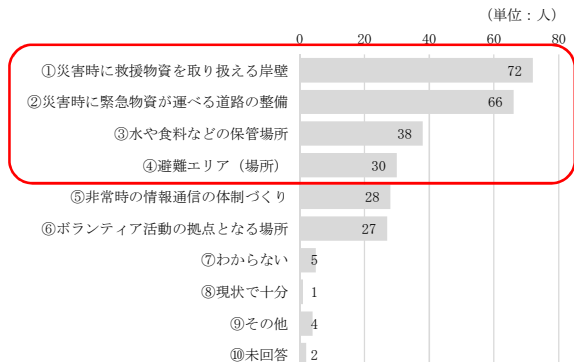 （単位：人）
0 20 40 60 80
①災害時に救援物資を取り扱える岸壁 72
②災害時に緊急物資が運べる道路の整備 66
③水や食料などの保管場所 38
④避難エリア（場所） 30
⑤非常時の情報通信の体制づくり 28
⑥ボランティア活動の拠点となる場所 27
⑦わからない 5
⑧現状で十分 1
⑨その他 4
⑩未回答 2